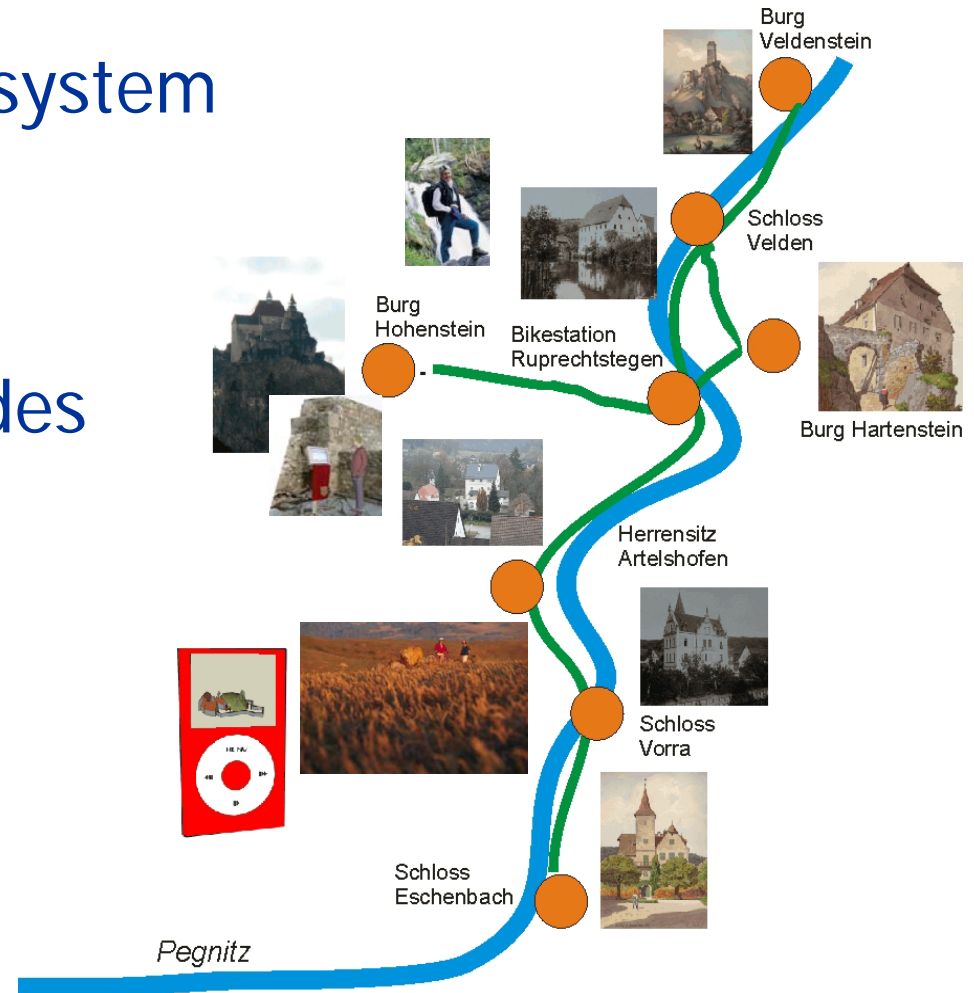 system
des
Burg
Veldenstein
Schloss
Velden
Burg
Hohenstein
Bikestation
Ruprechtstegen
-
Burg Hartenstein
Herrensitz
Artelshofen
MENU
Schloss
Vorra
Schloss
Eschenbach
Pegnitz